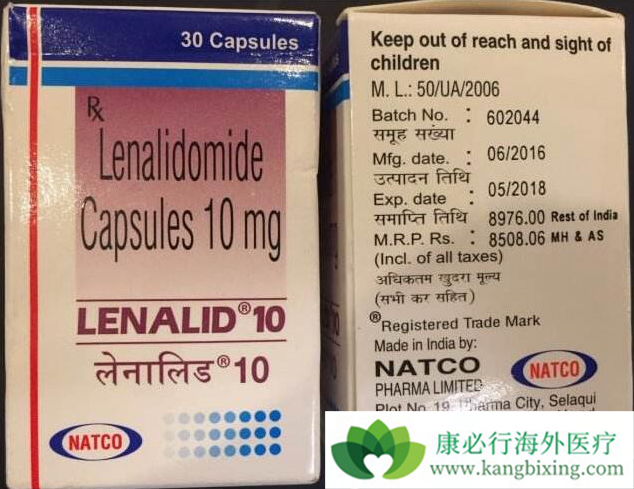 30 Capsules
Rx
Lenalidomide
Capsules 10 mg
LENALID® 10
लेनालिड® 10
NATCO
Keep out of reach and sight of
children
M. L.: 50/UA/2006
Batch No. : 602044
समूह संख्या
Mfg. date. : 06/2016
उत्पादन तिथि
Exp. date : 05/2018
समाप्ति तिथि 8976.00 Rest of India
M.R.P. Rs. : 8508.06 MH & AS
(Incl. of all taxes)
अधिकतम खुदरा मूल्य
(सभी कर सहित)
®Registered Trade Mark
Made in India by:
NATCO
PHARMA LIMITED
NATCO
Plot No. 19, Pharma City, Selaqui
康必行海外医疗
www.kangbixing.com